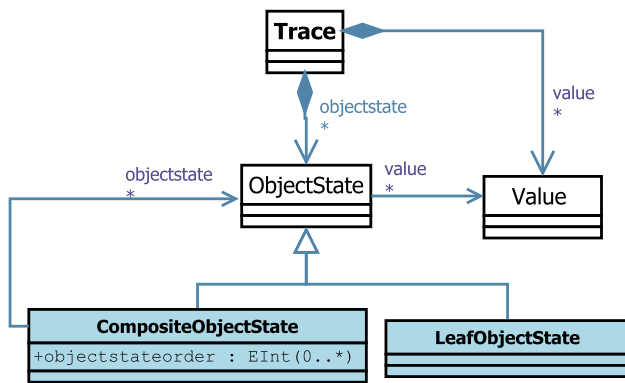 Trace
objectstate
*
value
*
objectstate
*
ObjectState
value
*
Value
CompositeObjectState
+objectstateorder : EInt(0..*)
LeafObjectState